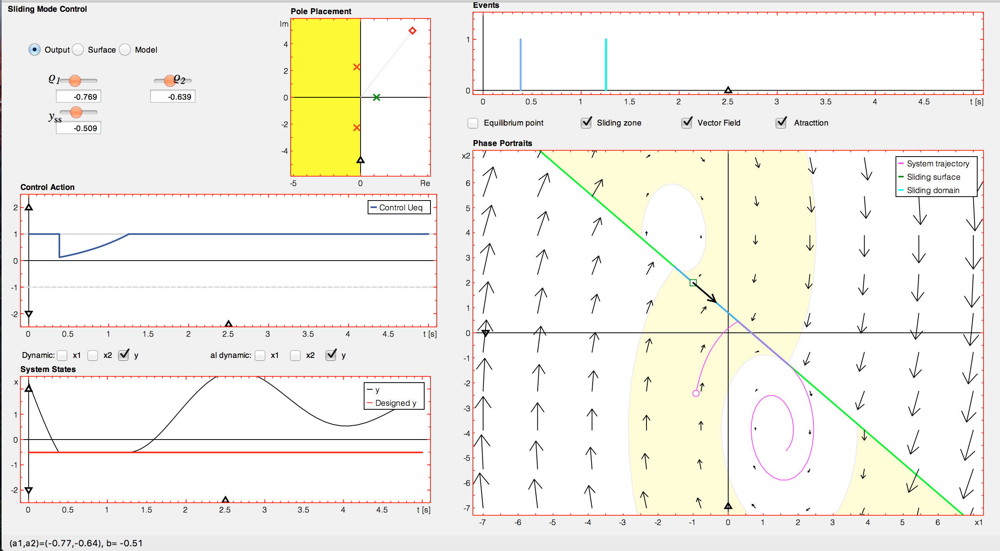 Sliding Mode Control
Output Surface Model
ϱ1 ϱ2
-0.769 -0.639
yss
-0.509
Pole Placement
Im
4
2
0
-2
-4
-5 0 Re
Events
1
0
0 0.5 1 1.5 2 2.5 3 3.5 4 4.5 t [s]
Equilibrium point Sliding zone Vector Field Atracttion
Control Action
Control Ueq
2
1
0
-1
-2
0 0.5 1 1.5 2 2.5 3 3.5 4 4.5 t [s]
Dynamic: x1 x2 y al dynamic: x1 x2 y
System States
x
y
Designed y
1
0
-1
-2
0 0.5 1 1.5 2 2.5 3 3.5 4 4.5 t [s]
Phase Portraits
x2
System trajectory
Sliding surface
Sliding domain
6
5
4
3
2
1
0
-1
-2
-3
-4
-5
-6
-7
-7 -6 -5 -4 -3 -2 -1 0 1 2 3 4 5 6 x1
(a1,a2)=(-0.77,-0.64), b= -0.51